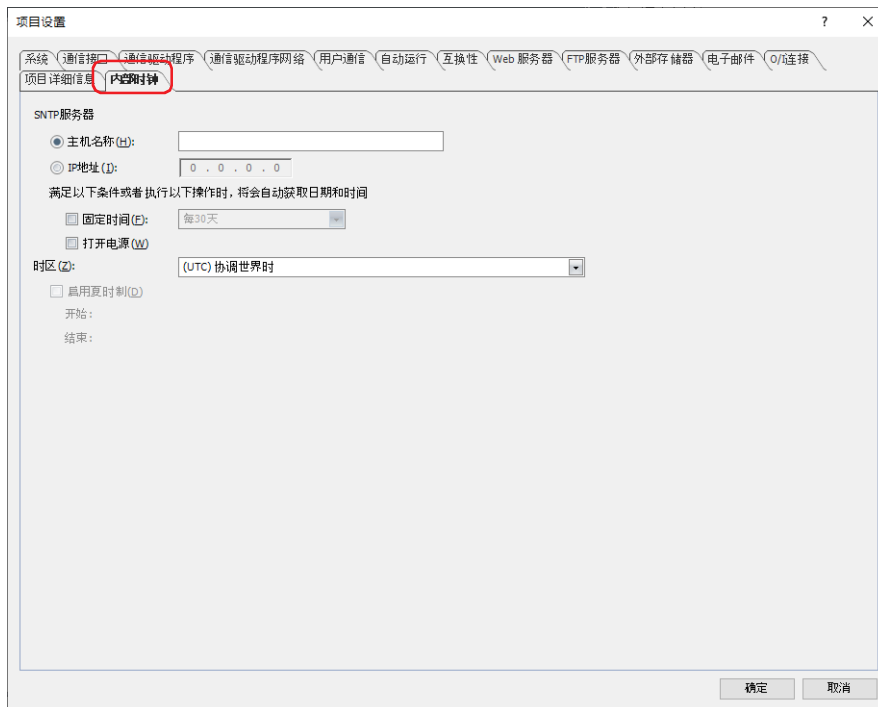 项目设置 ? ×
系统 通信接口 通信驱动程序 通信驱动程序网络 用户通信 自动运行 互换性 Web 服务器 FTP服务器 外部存储器 电子邮件 O/I连接
项目详细信息 内部时钟
SNTP服务器
主机名称(H):
IP地址(I): 0 . 0 . 0 . 0
满足以下条件或者执行以下操作时，将会自动获取日期和时间
固定时间(F): 每30天
打开电源(W)
时区(Z): (UTC) 协调世界时
启用夏时制(D)
开始:
结束:
确定 取消